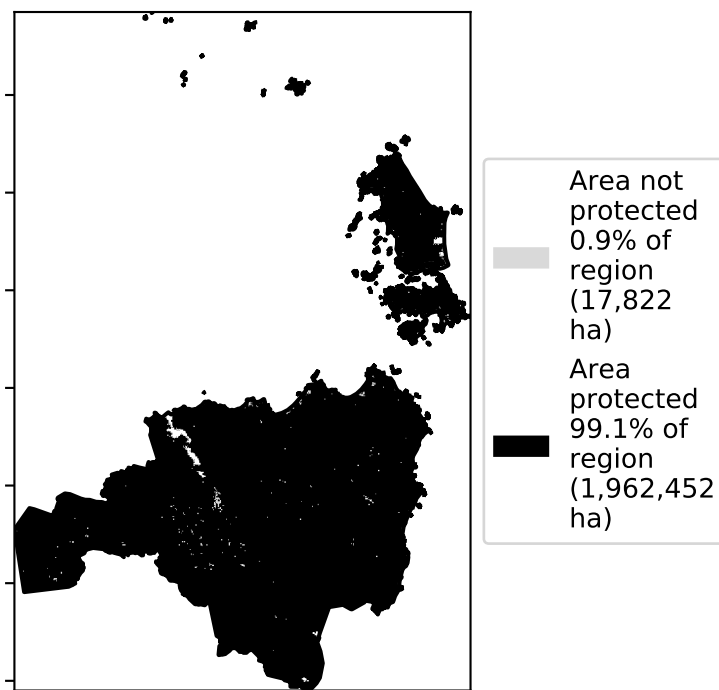 Area not
protected
0.9% of
region
(17,822
ha)
Area
protected
99.1% of
region
(1,962,452
ha)